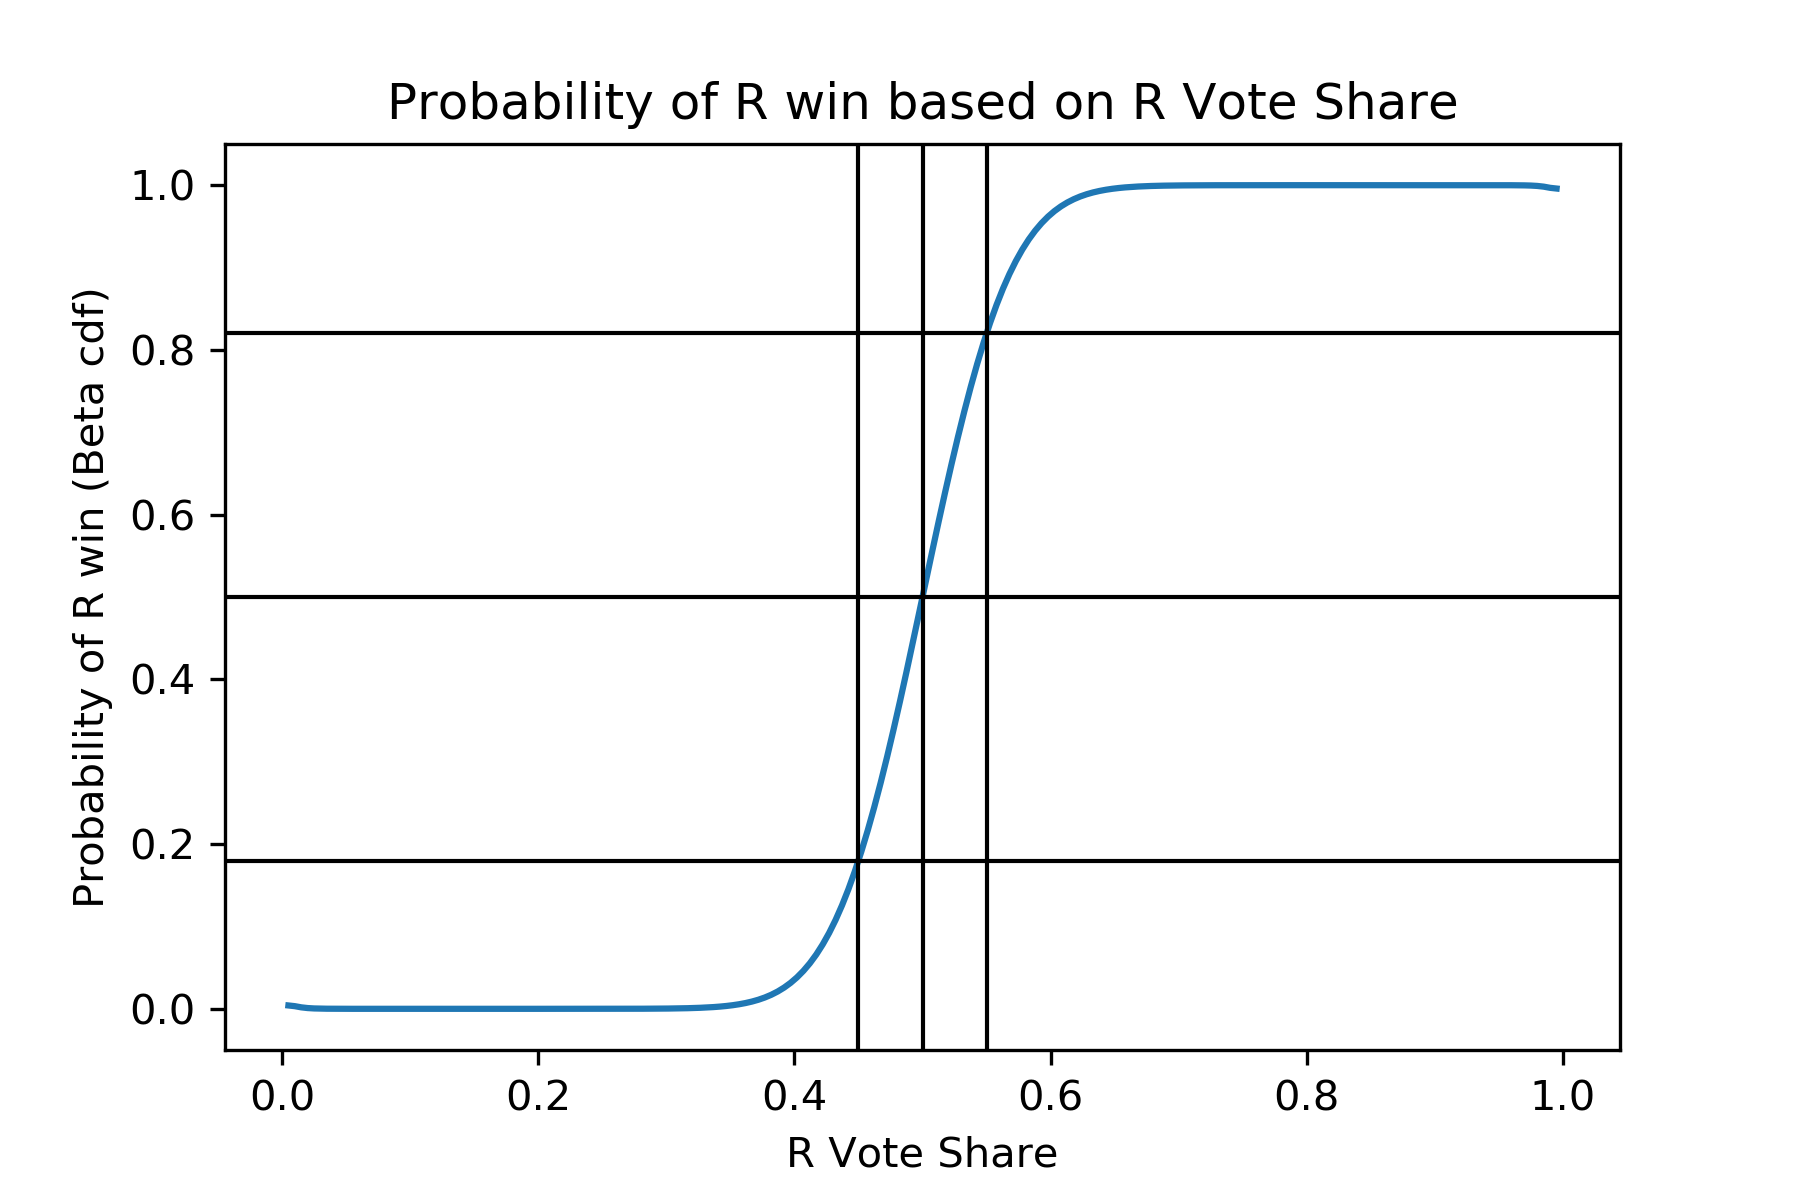 Probability of R win based on R Vote Share
Probability of R win (Beta cdf)
1.0
0.8
0.6
0.4
0.2
0.0
0.0 0.2 0.4 0.6 0.8 1.0
R Vote Share